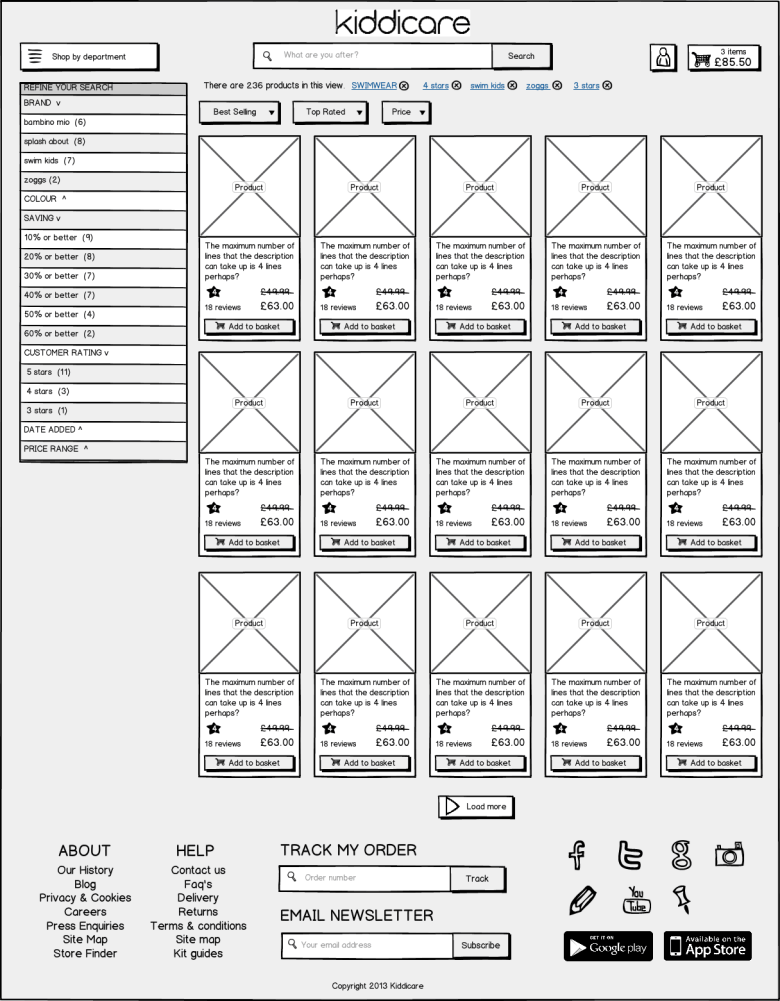 kiddicare
Shop by department
What are you after?
Search
3 items
£85.50
REFINE YOUR SEARCH
BRAND v
bambino mio (6)
splash about (8)
swim kids (7)
zoggs (2)
COLOUR ^
SAVING v
10% or better (9)
20% or better (8)
30% or better (7)
40% or better (7)
50% or better (4)
60% or better (2)
CUSTOMER RATING v
5 stars (11)
4 stars (3)
3 stars (1)
DATE ADDED ^
PRICE RANGE ^
There are 236 products in this view. SWIMWEAR 4 stars swim kids zoggs 3 stars
Best Selling
Top Rated
Price
Product Product Product Product Product
The maximum number of The maximum number of The maximum number of The maximum number of The maximum number of
lines that the description lines that the description lines that the description lines that the description lines that the description
can take up is 4 lines can take up is 4 lines can take up is 4 lines can take up is 4 lines can take up is 4 lines
perhaps? perhaps? perhaps? perhaps? perhaps?
4 £49.99 4 £49.99 4 £49.99 4 £49.99 4 £49.99
18 reviews £63.00 18 reviews £63.00 18 reviews £63.00 18 reviews £63.00 18 reviews £63.00
Add to basket Add to basket Add to basket Add to basket Add to basket
Product Product Product Product Product
The maximum number of The maximum number of The maximum number of The maximum number of The maximum number of
lines that the description lines that the description lines that the description lines that the description lines that the description
can take up is 4 lines can take up is 4 lines can take up is 4 lines can take up is 4 lines can take up is 4 lines
perhaps? perhaps? perhaps? perhaps? perhaps?
4 £49.99 4 £49.99 4 £49.99 4 £49.99 4 £49.99
18 reviews £63.00 18 reviews £63.00 18 reviews £63.00 18 reviews £63.00 18 reviews £63.00
Add to basket Add to basket Add to basket Add to basket Add to basket
Product Product Product Product Product
The maximum number of The maximum number of The maximum number of The maximum number of The maximum number of
lines that the description lines that the description lines that the description lines that the description lines that the description
can take up is 4 lines can take up is 4 lines can take up is 4 lines can take up is 4 lines can take up is 4 lines
perhaps? perhaps? perhaps? perhaps? perhaps?
4 £49.99 4 £49.99 4 £49.99 4 £49.99 4 £49.99
18 reviews £63.00 18 reviews £63.00 18 reviews £63.00 18 reviews £63.00 18 reviews £63.00
Add to basket Add to basket Add to basket Add to basket Add to basket
Load more
ABOUT
Our History
Blog
Privacy & Cookies
Careers
Press Enquiries
Site Map
Store Finder
HELP
Contact us
Faq's
Delivery
Returns
Terms & conditions
Site map
Kit guides
TRACK MY ORDER
Order number
Track
EMAIL NEWSLETTER
Your email address
Subscribe
f t g
You
Tube
GET IT ON
Google play
Available on the
App Store
Copyright 2013 Kiddicare